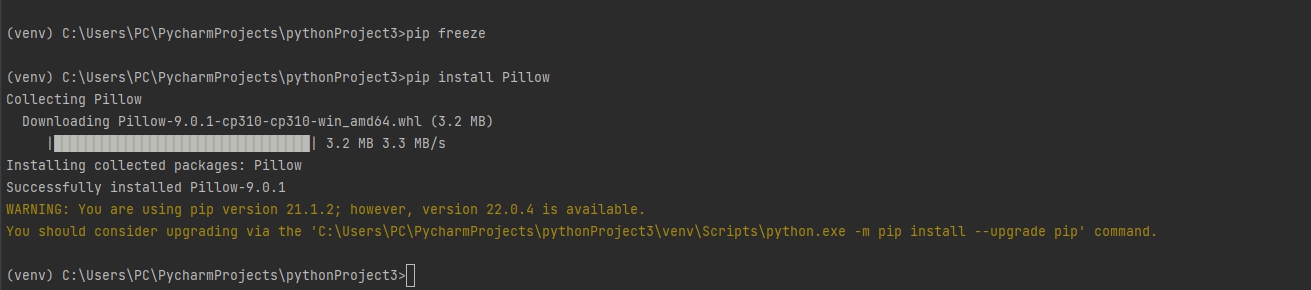 (venv) C:\Users\PC\PycharmProjects\pythonProject3>pip freeze
(venv) C:\Users\PC\PycharmProjects\pythonProject3>pip install Pillow
Collecting Pillow
  Downloading Pillow-9.0.1-cp310-cp310-win_amd64.whl (3.2 MB)
     |████████████████████████████████| 3.2 MB 3.3 MB/s
Installing collected packages: Pillow
Successfully installed Pillow-9.0.1
WARNING: You are using pip version 21.1.2; however, version 22.0.4 is available.
You should consider upgrading via the 'C:\Users\PC\PycharmProjects\pythonProject3\venv\Scripts\python.exe -m pip install --upgrade pip' command.
(venv) C:\Users\PC\PycharmProjects\pythonProject3>